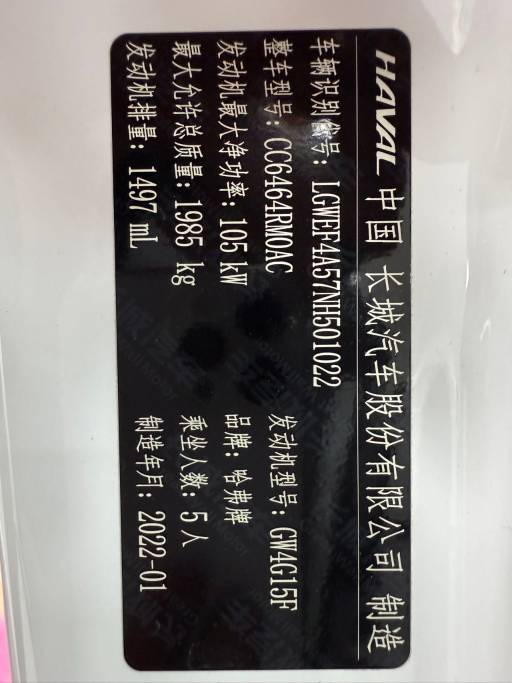 HAVAL 中国 长城汽车股份有限公司 制造
车辆识别代号：LGWEF4A57NH501022
整车型号：CC6464RM0AC 发动机型号：GW4G15F
发动机最大净功率：105 kW 品牌：哈弗牌
最大允许总质量：1985 kg 乘坐人数：5人
发动机排量：1497 mL 制造年月：2022-01